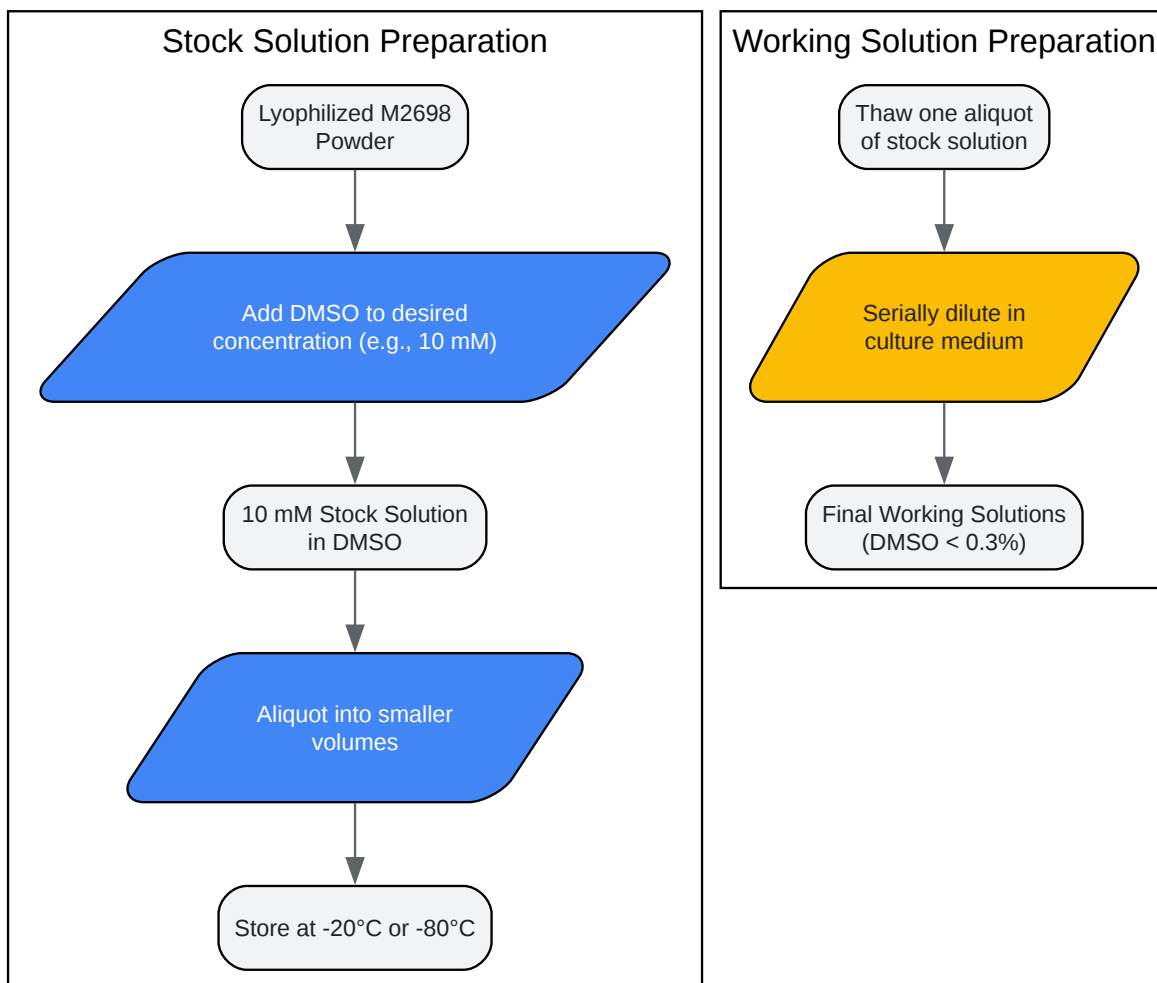 Stock Solution Preparation
Lyophilized M2698
Powder
Add DMSO to desired
concentration (e.g., 10 mM)
10 mM Stock Solution
in DMSO
Aliquot into smaller
volumes
Store at -20°C or -80°C
Working Solution Preparation
Thaw one aliquot
of stock solution
Serially dilute in
culture medium
Final Working Solutions
(DMSO < 0.3%)